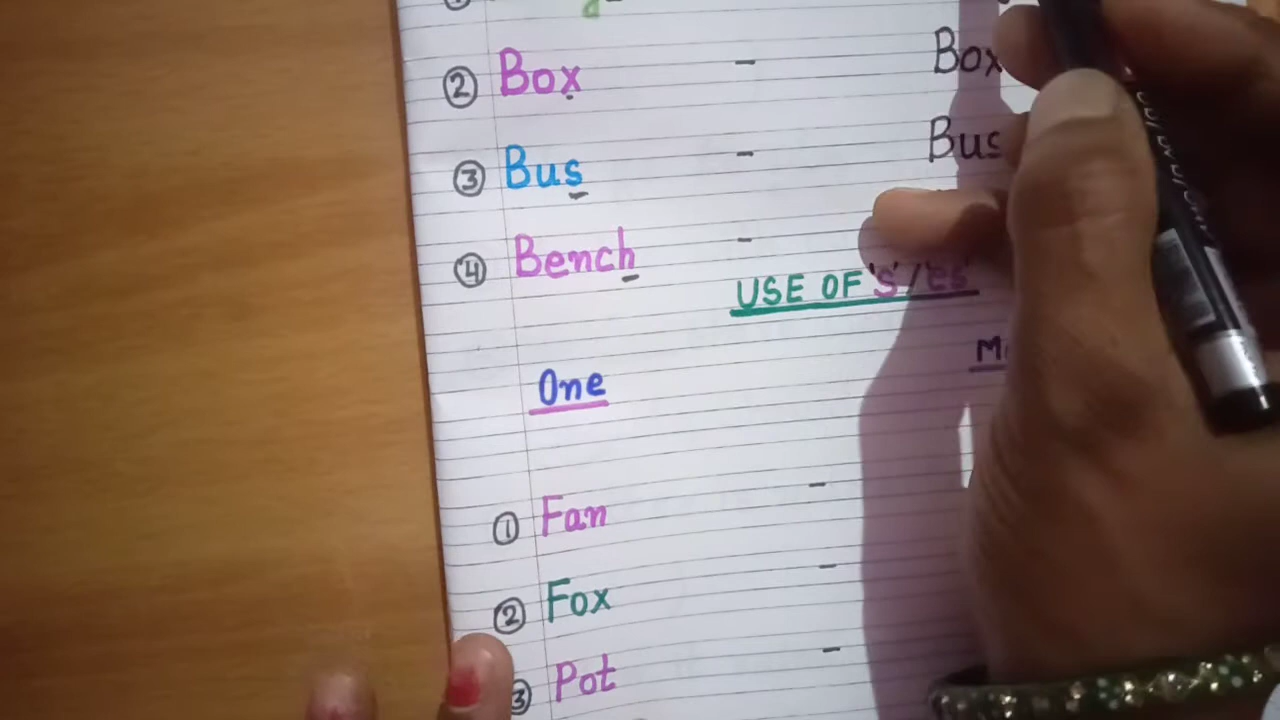 ② Box - Box
③ Bus - Bus
④ Bench -
USE OF 's'/'es'
One
① Fan -
② Fox -
③ Pot -